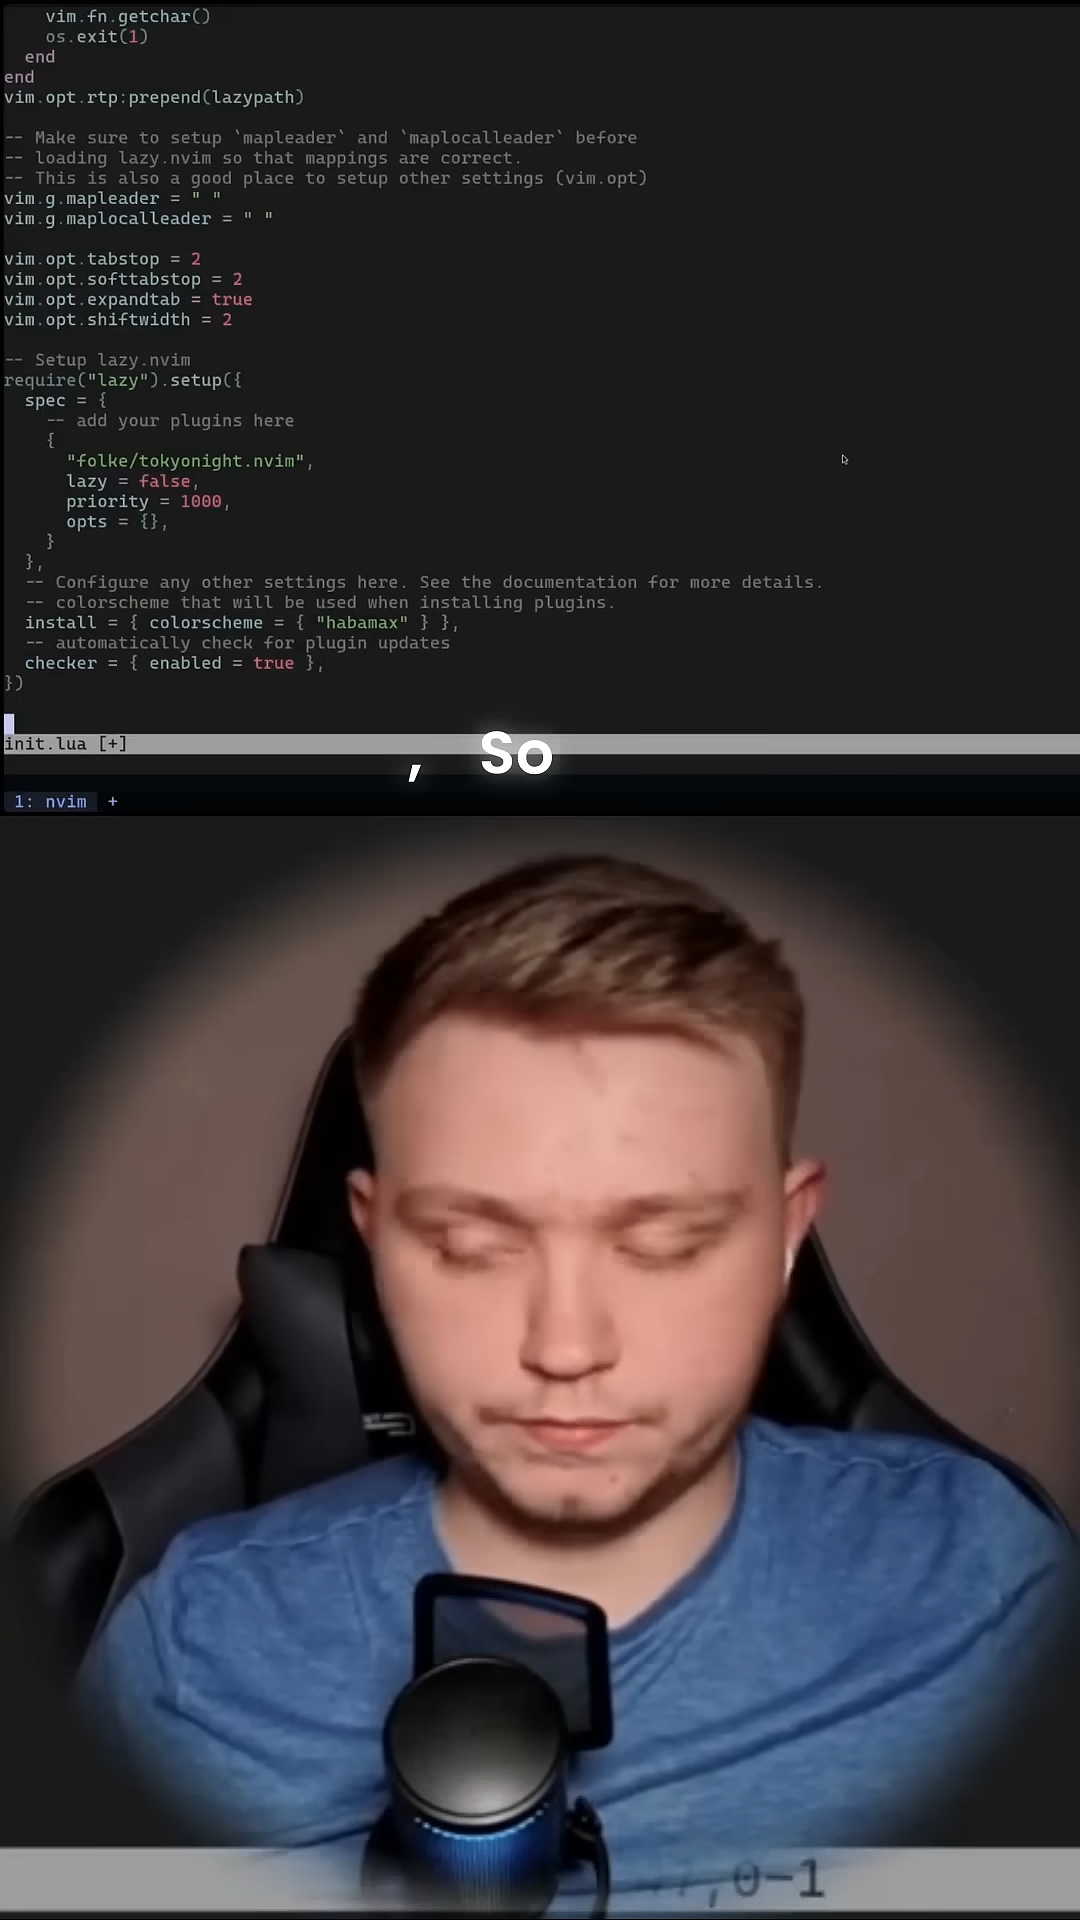 vim.fn.getchar()
    os.exit(1)
  end
end
vim.opt.rtp:prepend(lazypath)

-- Make sure to setup `mapleader` and `maplocalleader` before
-- loading lazy.nvim so that mappings are correct.
-- This is also a good place to setup other settings (vim.opt)
vim.g.mapleader = " "
vim.g.maplocalleader = " "

vim.opt.tabstop = 2
vim.opt.softtabstop = 2
vim.opt.expandtab = true
vim.opt.shiftwidth = 2

-- Setup lazy.nvim
require("lazy").setup({
  spec = {
    -- add your plugins here
    {
      "folke/tokyonight.nvim",
      lazy = false,
      priority = 1000,
      opts = {},
    }
  },
  -- Configure any other settings here. See the documentation for more details.
  -- colorscheme that will be used when installing plugins.
  install = { colorscheme = { "habamax" } },
  -- automatically check for plugin updates
  checker = { enabled = true },
})

init.lua [+]
, So
1: nvim +
,0-1